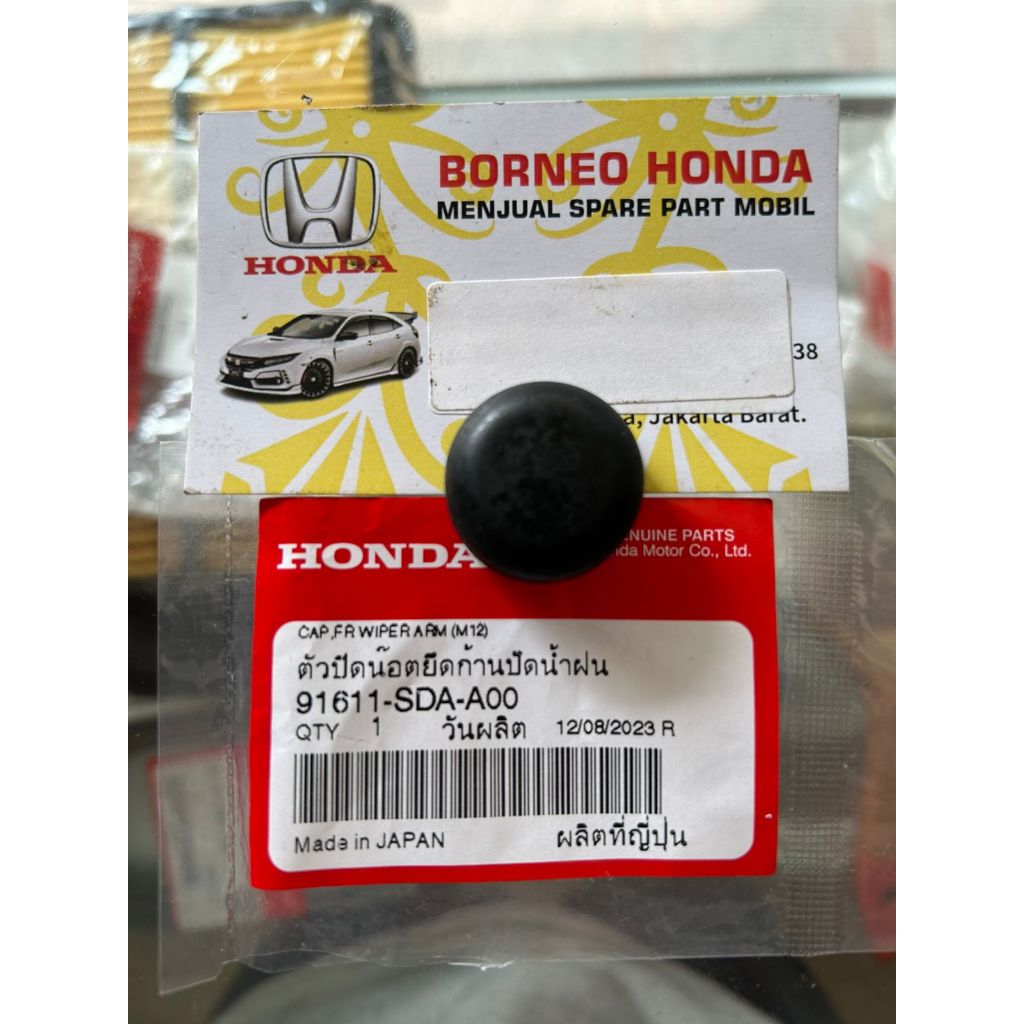 BORNEO HONDA
MENJUAL SPARE PART MOBIL
HONDA
38
Jakarta Barat.
HONDA
PARTS
Motor Co., Ltd.
CAP,FR WIPER ARM (M12)
ตัวปิดน๊อตยึดก้านปัดน้ำฝน
91611-SDA-A00
QTY 1 วันผลิต 12/08/2023 R
Made in JAPAN ผลิตที่ญี่ปุ่น